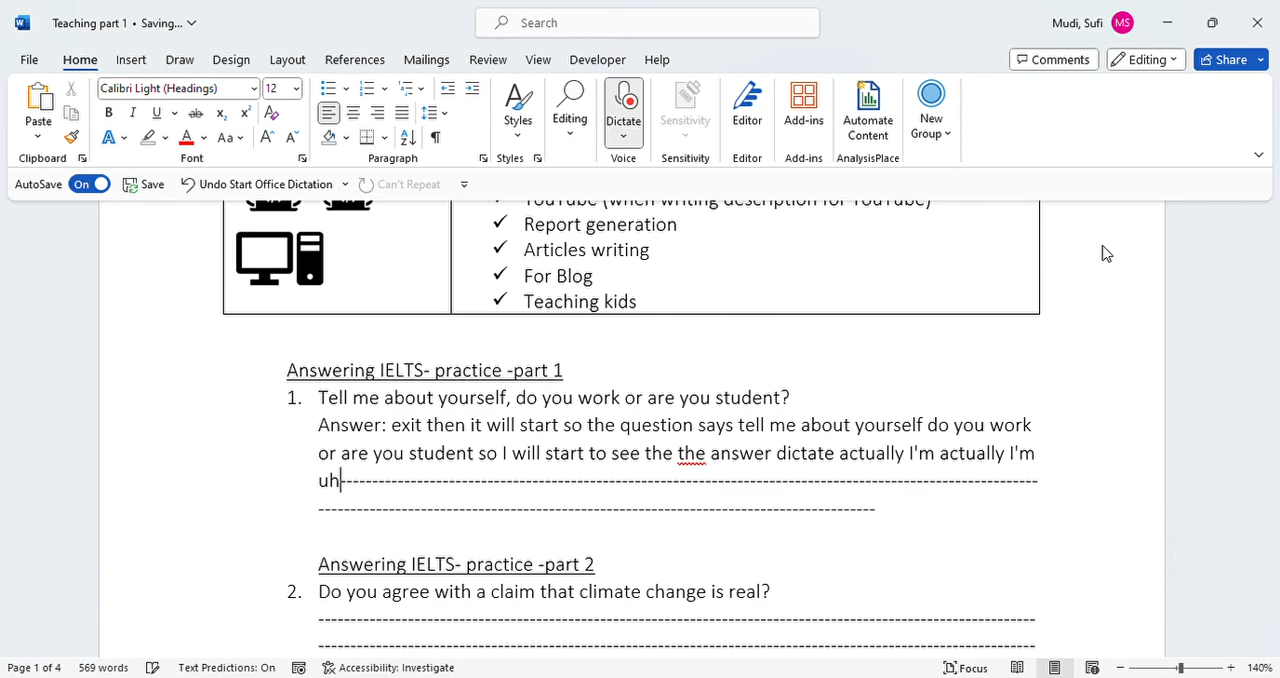 Teaching part 1 • Saving...
Search
Mudi, Sufi
MS
File Home Insert Draw Design Layout References Mailings Review View Developer Help
Comments Editing Share
Paste
Calibri Light (Headings) 12
Styles Editing Dictate Sensitivity Editor Add-ins Automate Content New Group
Clipboard Font Paragraph Styles Voice Sensitivity Editor Add-ins AnalysisPlace
AutoSave On Save Undo Start Office Dictation Can't Repeat
YouTube (when writing description for YouTube)
✓ Report generation
✓ Articles writing
✓ For Blog
✓ Teaching kids
Answering IELTS- practice -part 1
1. Tell me about yourself, do you work or are you student?
Answer: exit then it will start so the question says tell me about yourself do you work
or are you student so I will start to see the the answer dictate actually I'm actually I'm
uh------------------------------------------------------------------------------------------------------------
---------------------------------------------------------------------------------------
Answering IELTS- practice -part 2
2. Do you agree with a claim that climate change is real?
----------------------------------------------------------------------------------------------------------------
----------------------------------------------------------------------------------------------------------------
Page 1 of 4 569 words Text Predictions: On Accessibility: Investigate Focus 140%